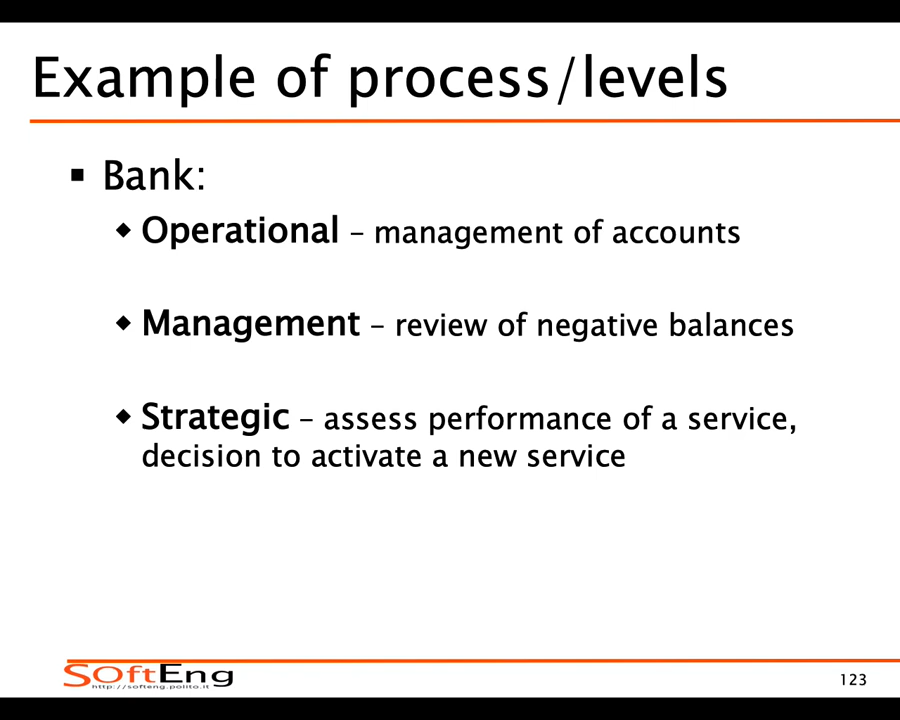 Example of process/levels
▪ Bank:
◆ Operational – management of accounts
◆ Management – review of negative balances
◆ Strategic – assess performance of a service,
decision to activate a new service
SOftEng
http://softeng.polito.it
123